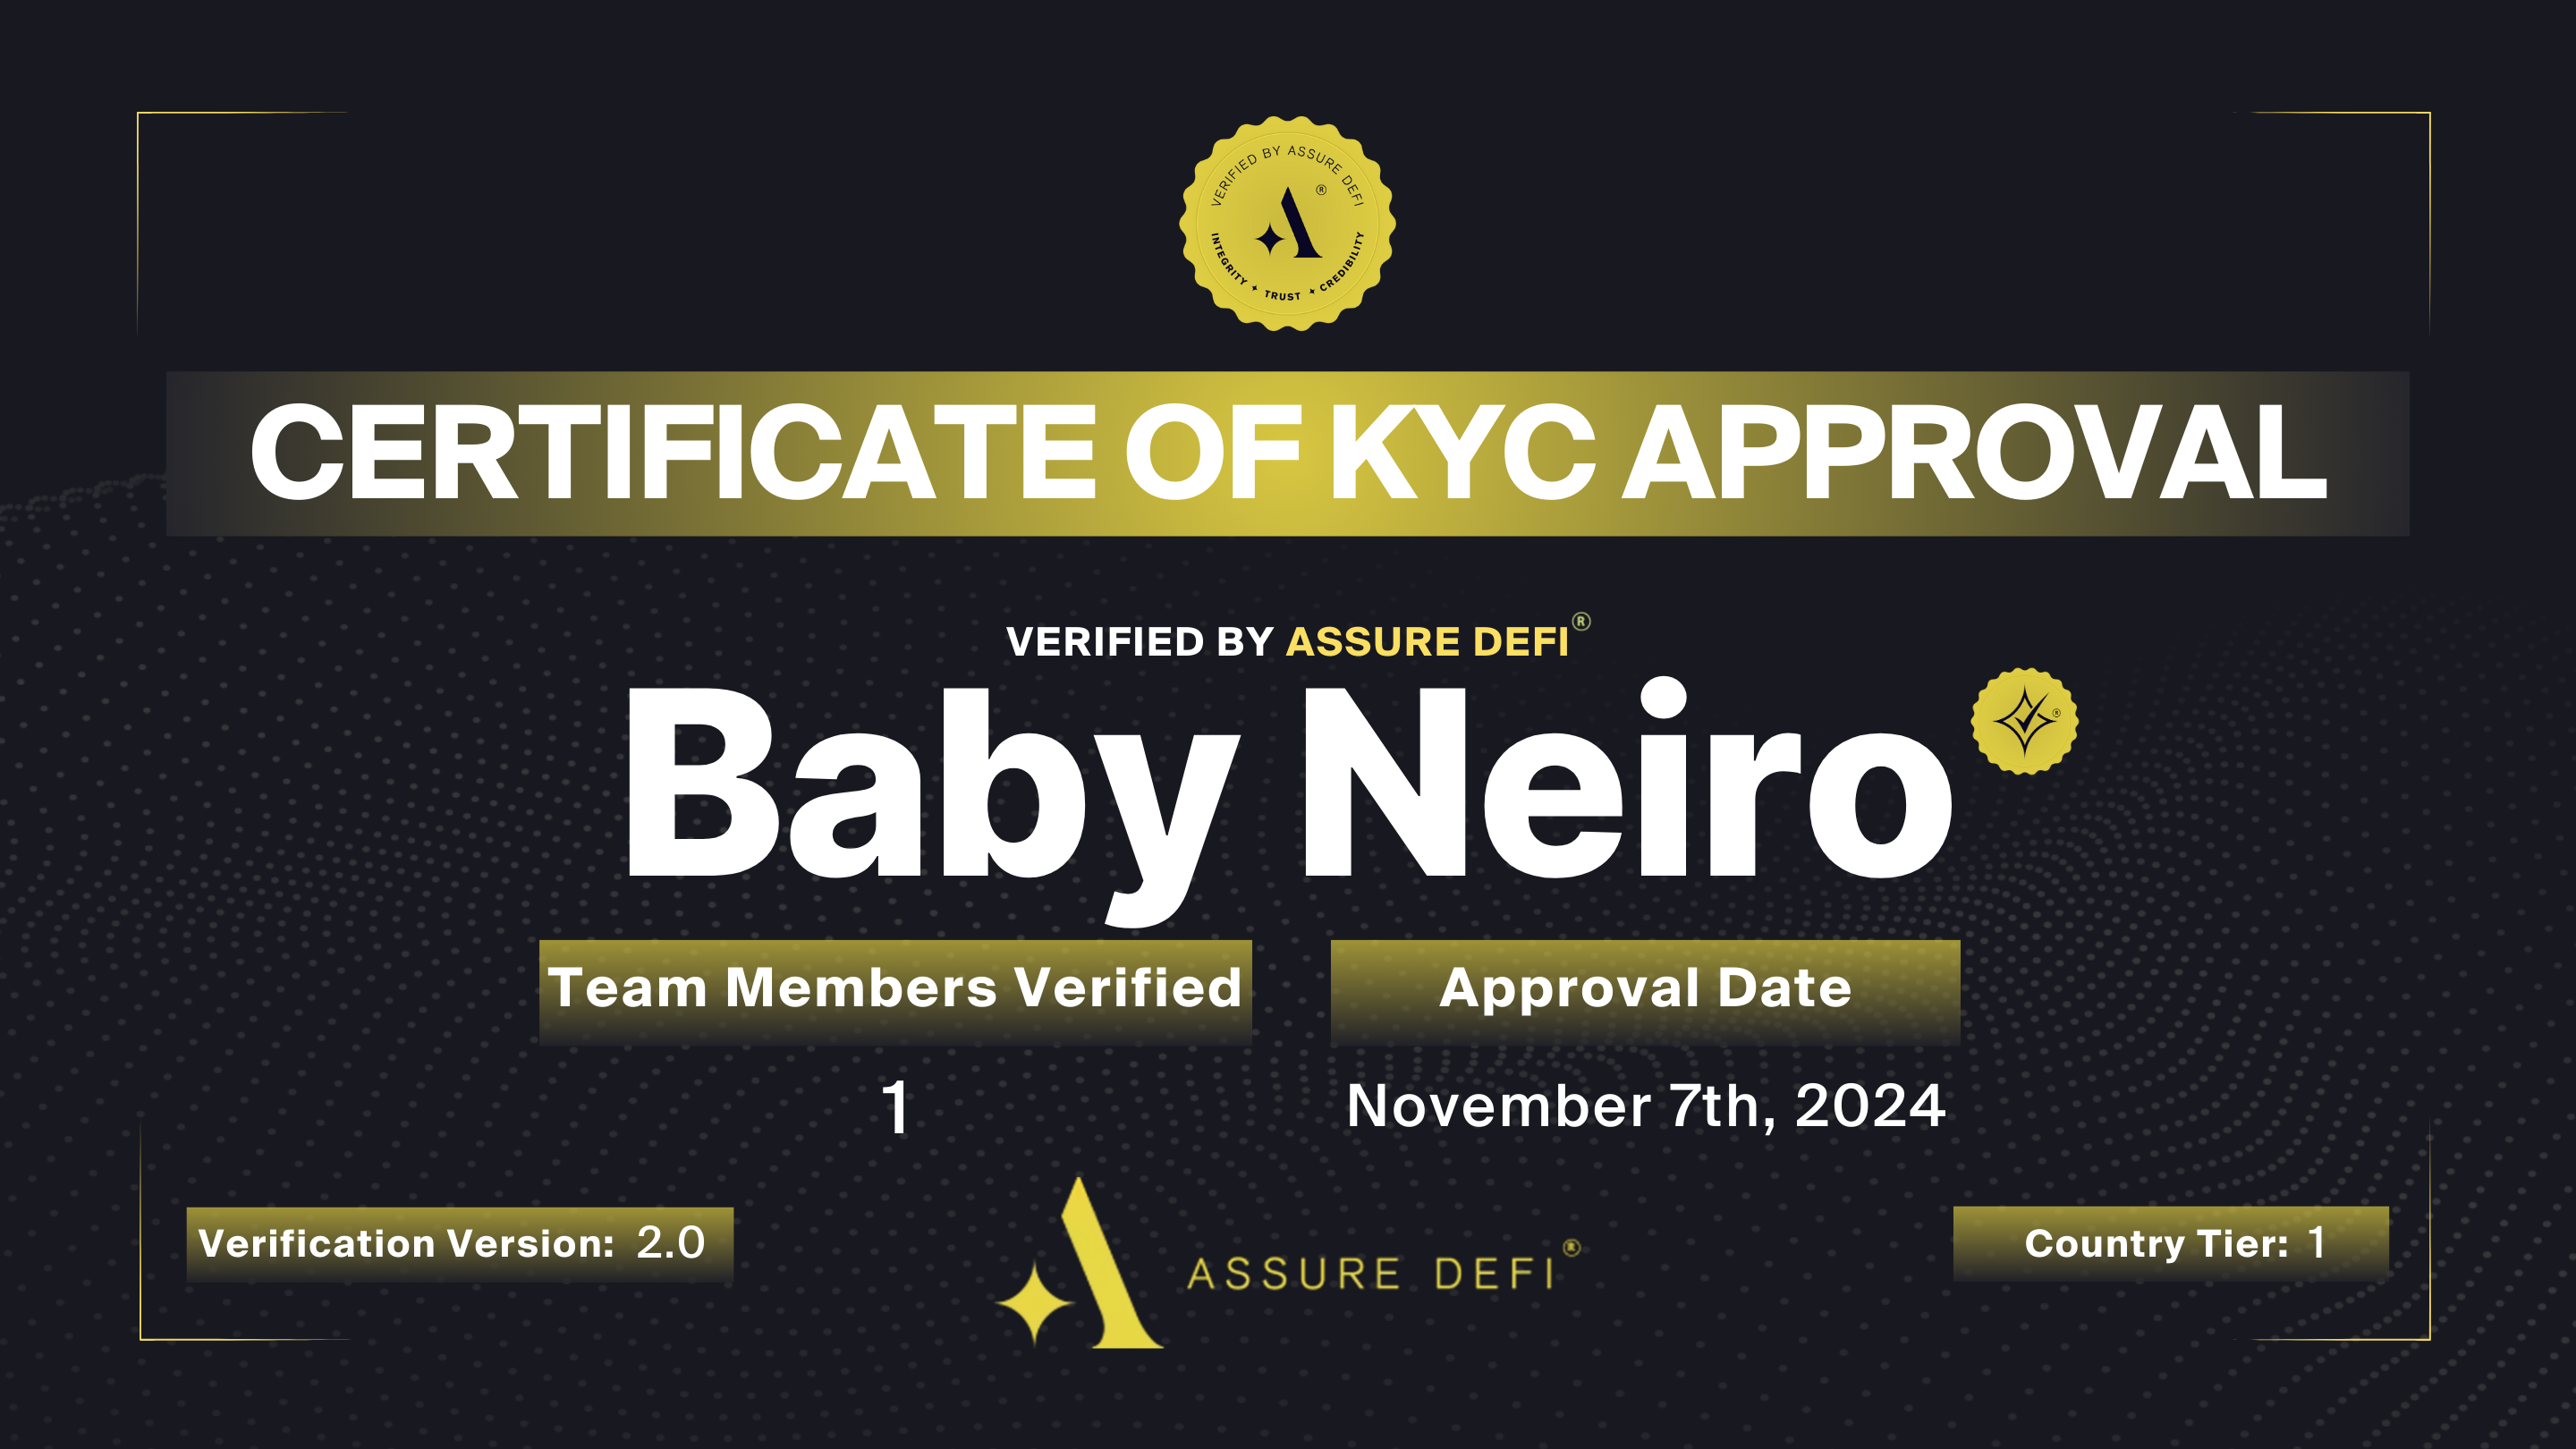 VERIFIED BY ASSURE DEFI
®
INTEGRITY ✦ TRUST ✦ CREDIBILITY
CERTIFICATE OF KYC APPROVAL
VERIFIED BY ASSURE DEFI®
Baby Neiro
®
Team Members Verified
Approval Date
1
November 7th, 2024
Verification Version: 2.0
ASSURE DEFI®
Country Tier: 1